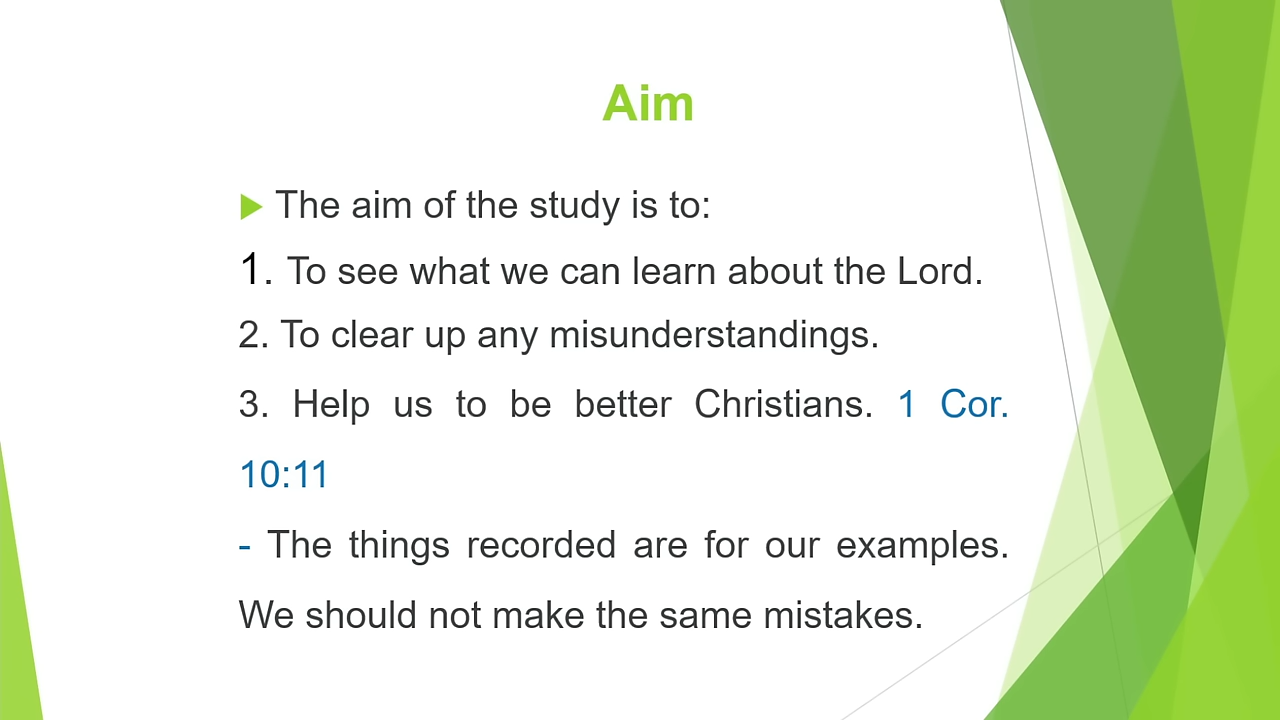 Aim
The aim of the study is to:
1. To see what we can learn about the Lord.
2. To clear up any misunderstandings.
3. Help us to be better Christians. 1 Cor.
10:11
- The things recorded are for our examples.
We should not make the same mistakes.